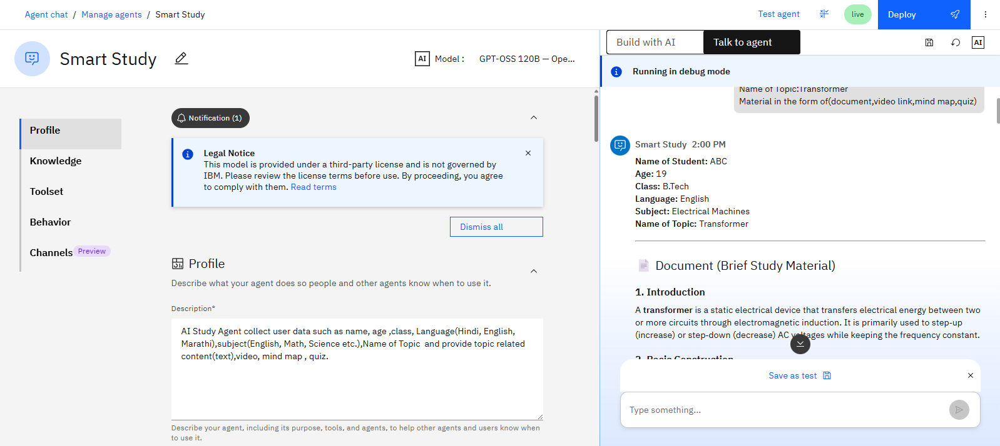 Agent chat / Manage agents / Smart Study
Test agent
live
Deploy
Smart Study
AI Model : GPT-OSS 120B — Ope...
Profile
Knowledge
Toolset
Behavior
Channels Preview
Notification (1)
Legal Notice
This model is provided under a third-party license and is not governed by
IBM. Please review the license terms before use. By proceeding, you agree
to comply with them. Read terms
Dismiss all
Profile
Describe what your agent does so people and other agents know when to use it.
Description*
AI Study Agent collect user data such as name, age ,class, Language(Hindi, English,
Marathi),subject(English, Math, Science etc.),Name of Topic and provide topic related
content(text),video, mind map , quiz.
Describe your agent, including its purpose, tools, and agents, to help other agents and users know when
to use it.
Build with AI
Talk to agent
AI
Running in debug mode
Name of Topic:Transformer
Material in the form of(document,video link,mind map,quiz)
Smart Study 2:00 PM
Name of Student: ABC
Age: 19
Class: B.Tech
Language: English
Subject: Electrical Machines
Name of Topic: Transformer
Document (Brief Study Material)
1. Introduction
A transformer is a static electrical device that transfers electrical energy between two
or more circuits through electromagnetic induction. It is primarily used to step-up
(increase) or step-down (decrease) AC voltages while keeping the frequency constant.
2. Basic Construction
Save as test
Type something...